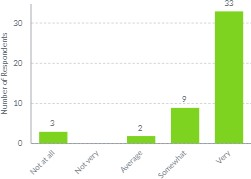 33
30
20
10
0
Number of Respondents
3
2
9
Not at all
Not very
Average
Somewhat
Very